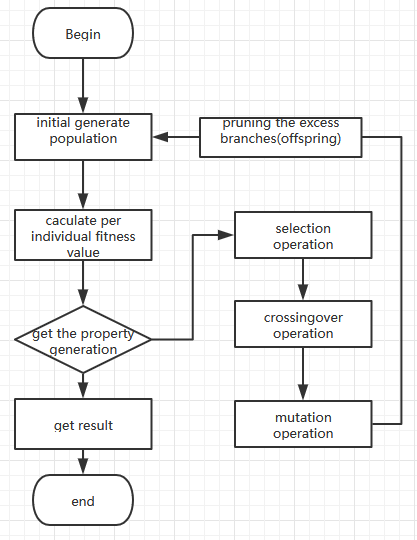 Begin
initial generate
population
pruning the excess
branches(offspring)
caculate per
individual fitness
value
selection
operation
get the property
generation
crossingover
operation
get result
mutation
operation
end